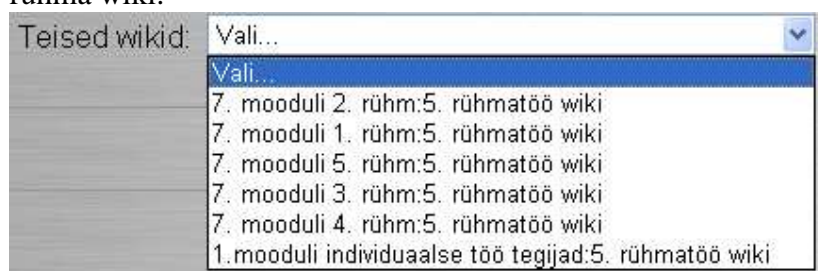 rühma wiki.
Teised wikid: Vali...
Vali...
7. mooduli 2. rühm:5. rühmatöö wiki
7. mooduli 1. rühm:5. rühmatöö wiki
7. mooduli 5. rühm:5. rühmatöö wiki
7. mooduli 3. rühm:5. rühmatöö wiki
7. mooduli 4. rühm:5. rühmatöö wiki
1.mooduli individuaalse töö tegijad:5. rühmatöö wiki